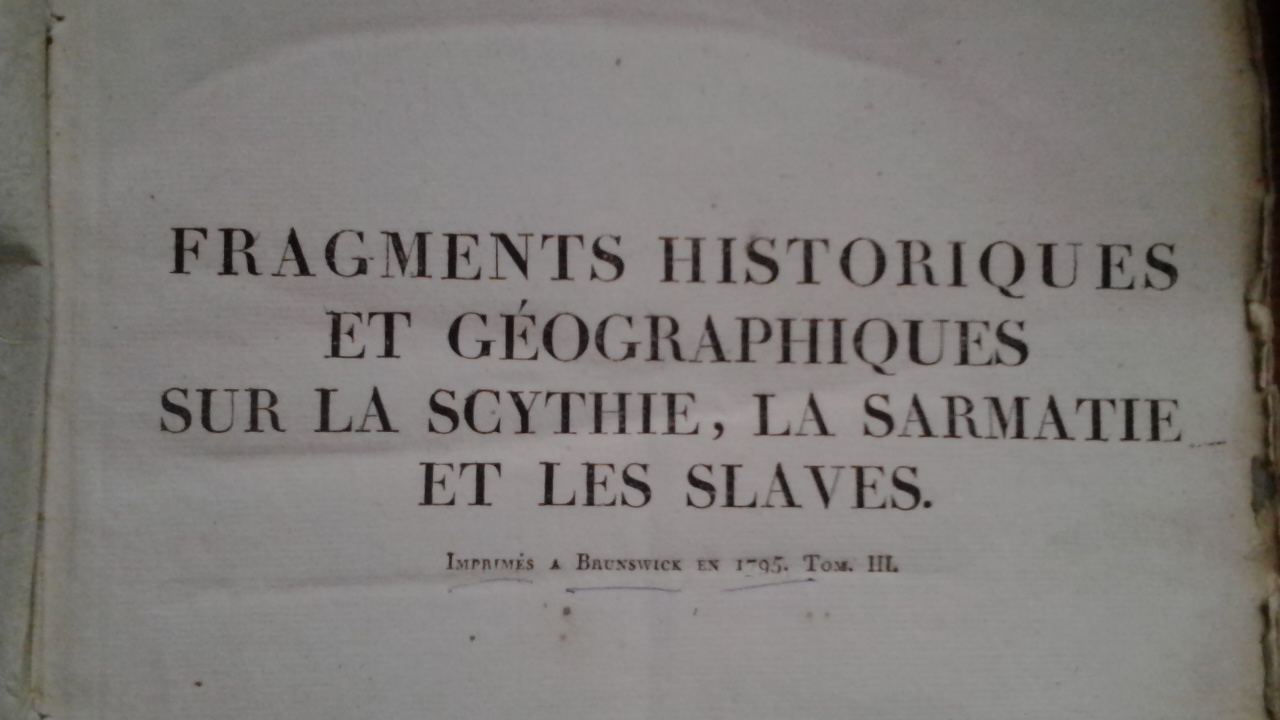 FRAGMENTS HISTORIQUES
ET GÉOGRAPHIQUES
SUR LA SCYTHIE, LA SARMATIE
ET LES SLAVES.
IMPRIMÉS A BRUNSWICK EN 1795. TOM. III.